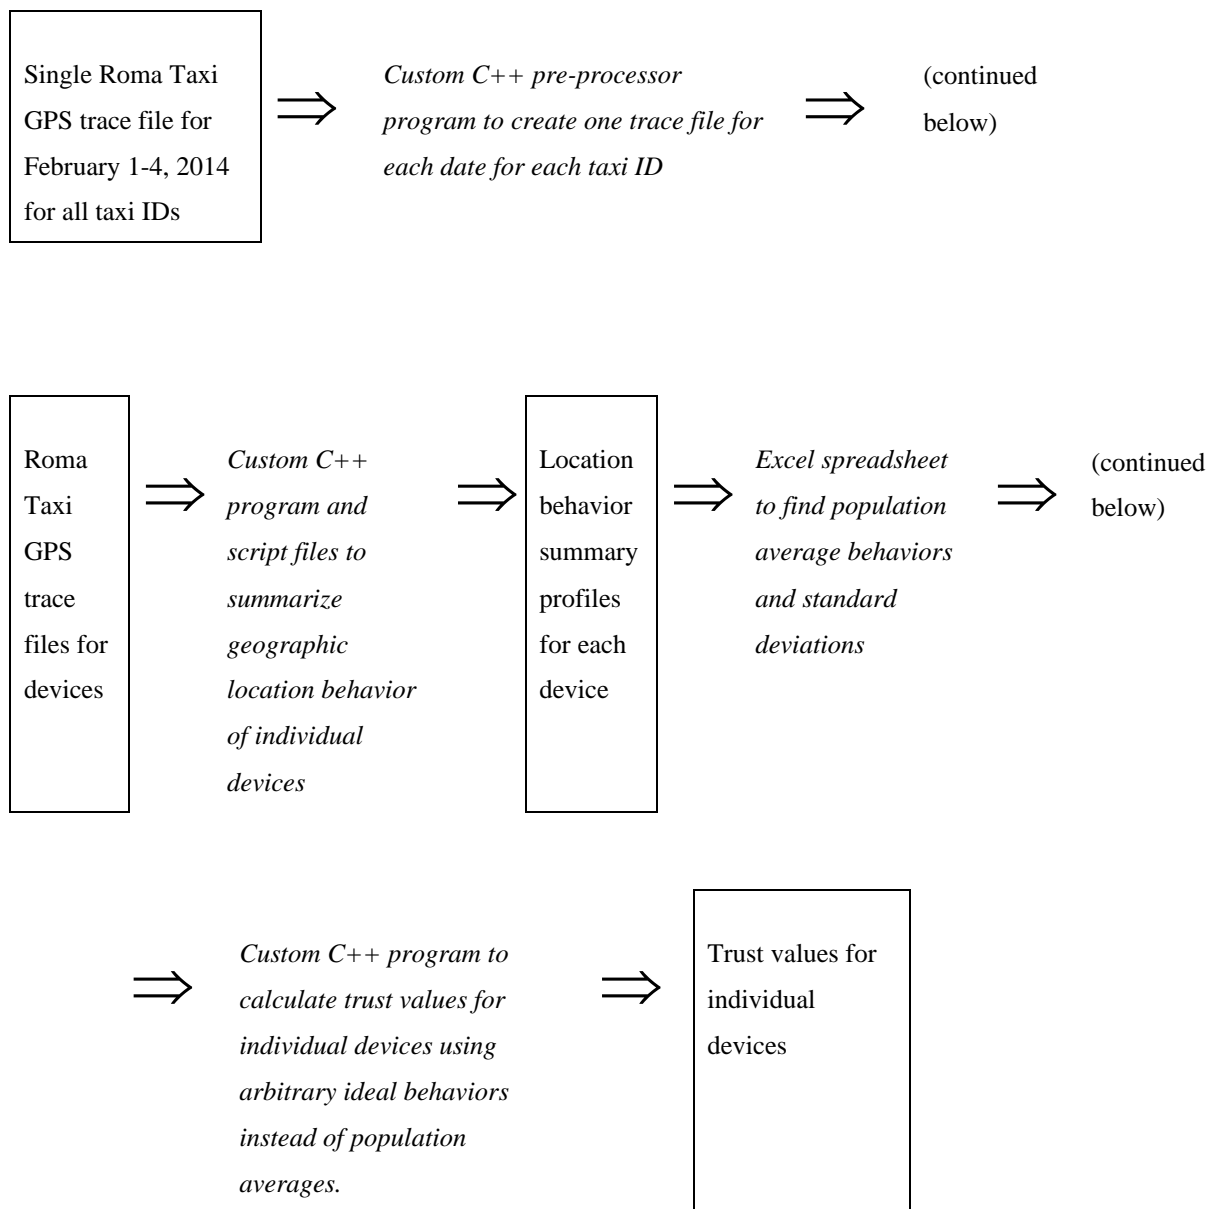 Single Roma Taxi
GPS trace file for
February 1-4, 2014
for all taxi IDs
Custom C++ pre-processor
program to create one trace file for
each date for each taxi ID
(continued
below)
Roma
Taxi
GPS
trace
files for
devices
Custom C++
program and
script files to
summarize
geographic
location behavior
of individual
devices
Location
behavior
summary
profiles
for each
device
Excel spreadsheet
to find population
average behaviors
and standard
deviations
(continued
below)
Custom C++ program to
calculate trust values for
individual devices using
arbitrary ideal behaviors
instead of population
averages.
Trust values for
individual
devices